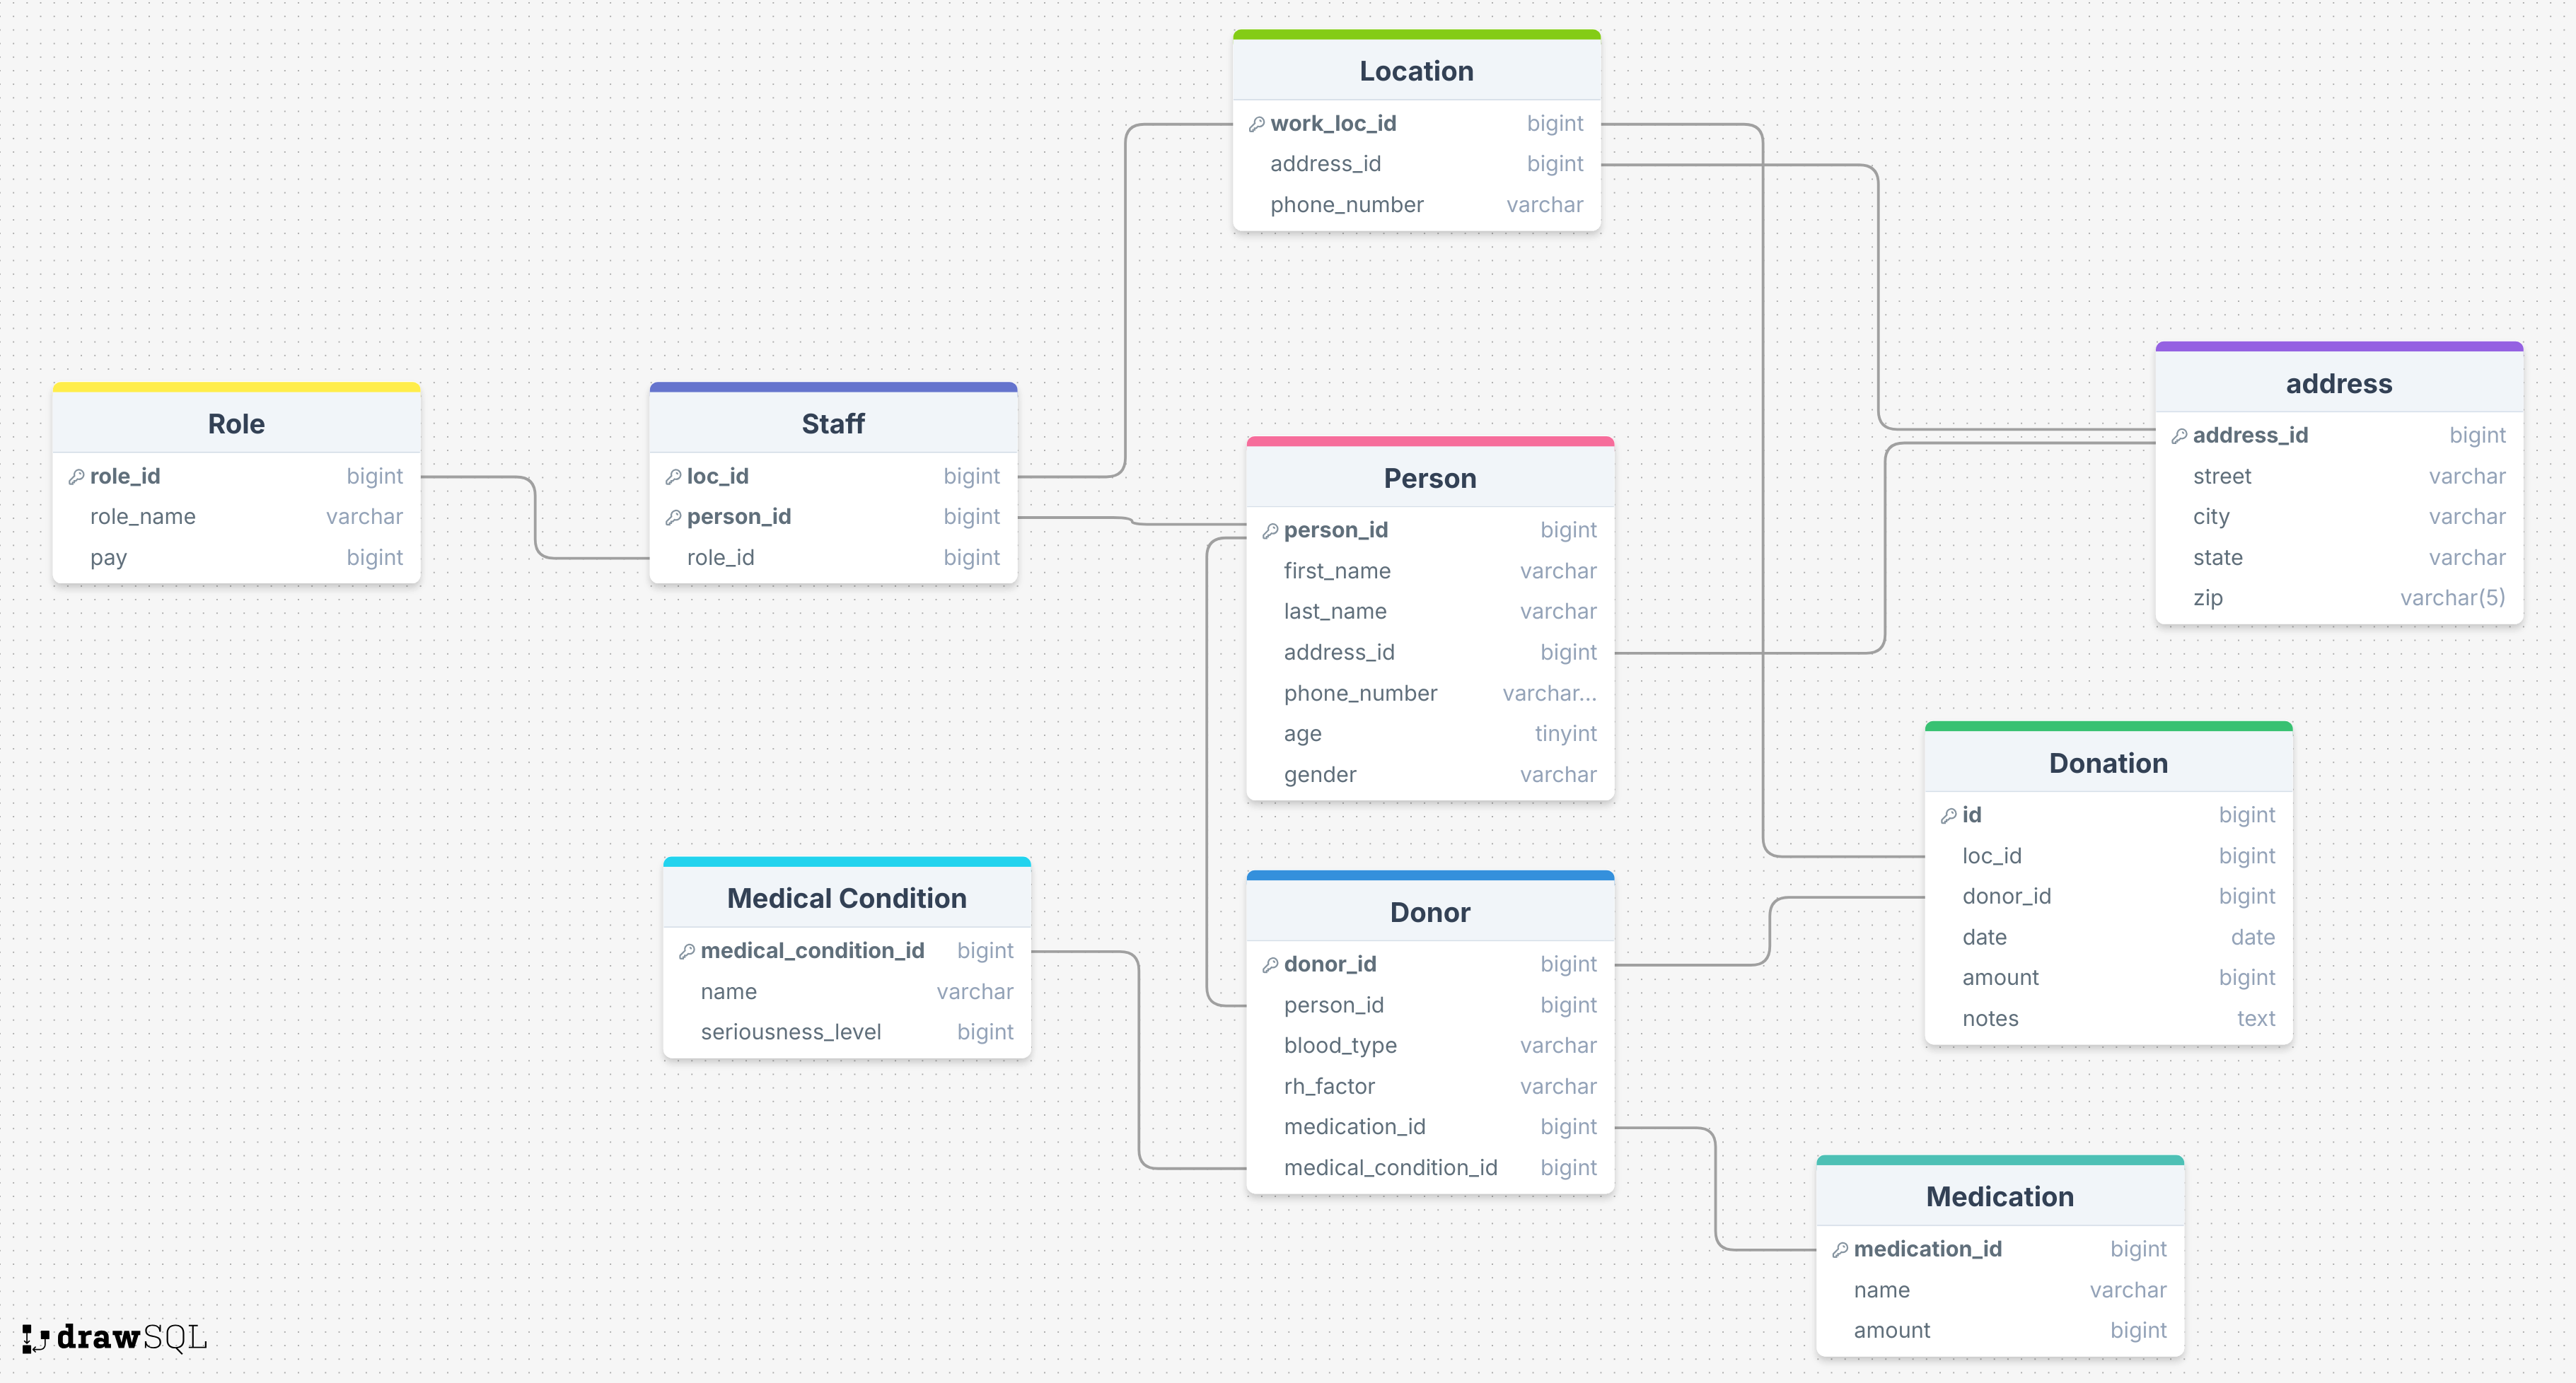 Location
work_loc_id bigint
address_id bigint
phone_number varchar
Role
role_id bigint
role_name varchar
pay bigint
Staff
loc_id bigint
person_id bigint
role_id bigint
Person
person_id bigint
first_name varchar
last_name varchar
address_id bigint
phone_number varchar...
age tinyint
gender varchar
address
address_id bigint
street varchar
city varchar
state varchar
zip varchar(5)
Donation
id bigint
loc_id bigint
donor_id bigint
date date
amount bigint
notes text
Medical Condition
medical_condition_id bigint
name varchar
seriousness_level bigint
Donor
donor_id bigint
person_id bigint
blood_type varchar
rh_factor varchar
medication_id bigint
medical_condition_id bigint
Medication
medication_id bigint
name varchar
amount bigint
drawSQL